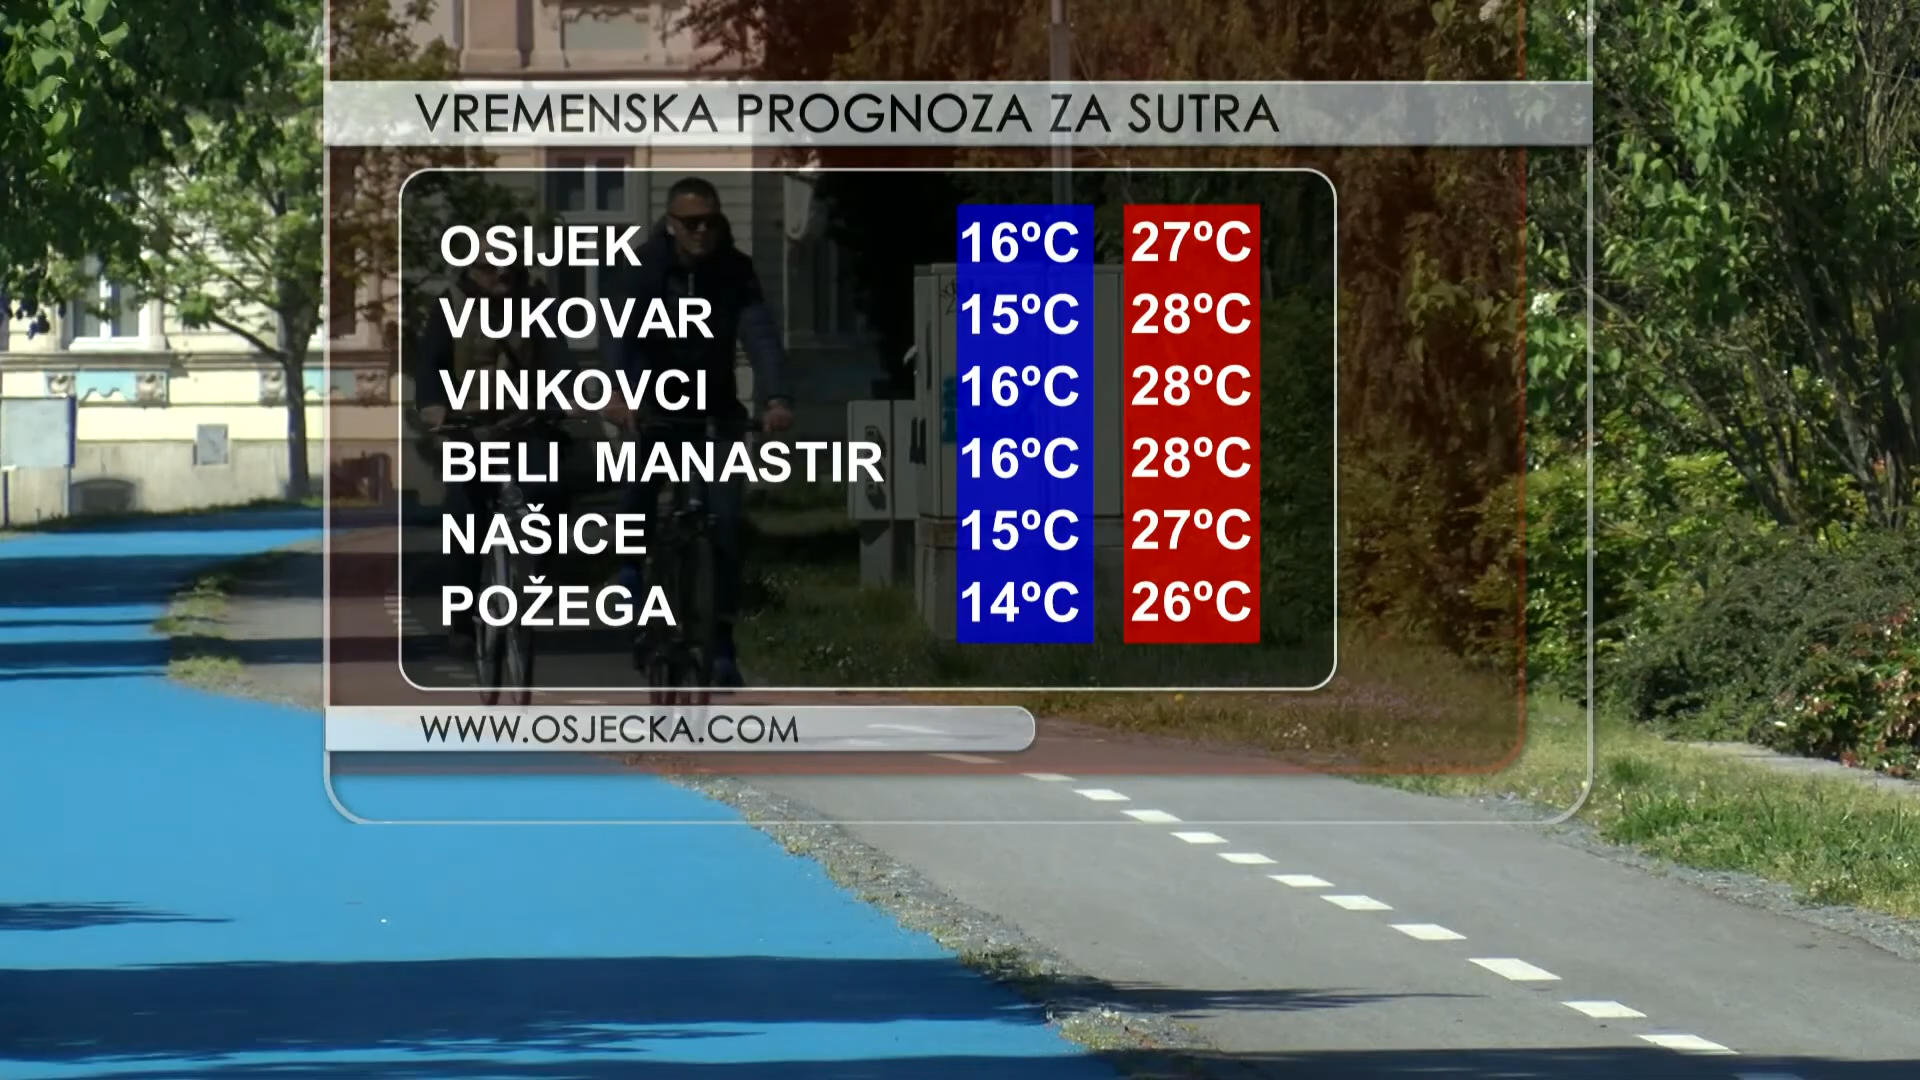 VREMENSKA PROGNOZA ZA SUTRA
OSIJEK 16ºC 27ºC
VUKOVAR 15ºC 28ºC
VINKOVCI 16ºC 28ºC
BELI MANASTIR 16ºC 28ºC
NAŠICE 15ºC 27ºC
POŽEGA 14ºC 26ºC
WWW.OSJECKA.COM